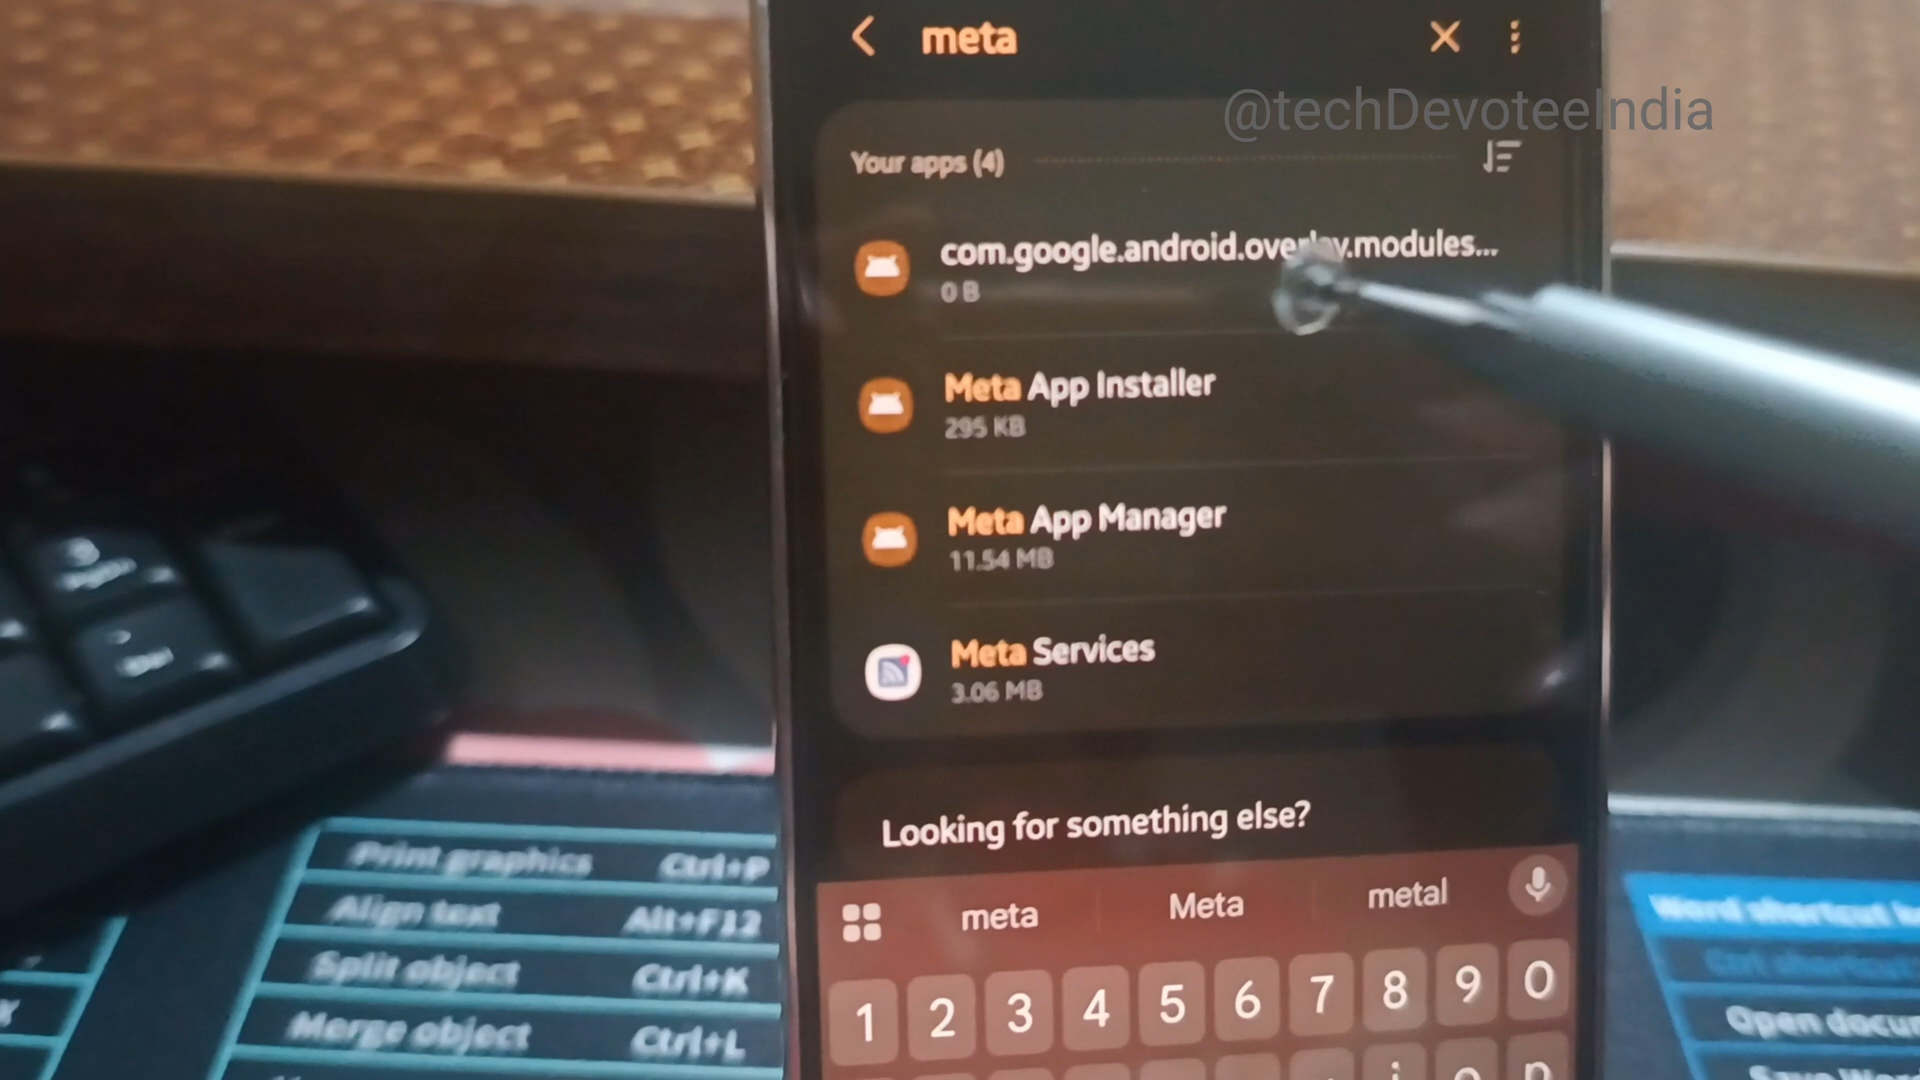 meta
@techDevoteeIndia
Your apps (4)
com.google.android.overlay.modules...
0 B
Meta App Installer
295 KB
Meta App Manager
11.54 MB
Meta Services
3.06 MB
Looking for something else?
meta Meta metal
1 2 3 4 5 6 7 8 9 0
Print graphics Ctrl+P
Align text Alt+F12
Split object Ctrl+K
Merge object Ctrl+L
Word shortcut
Open docu